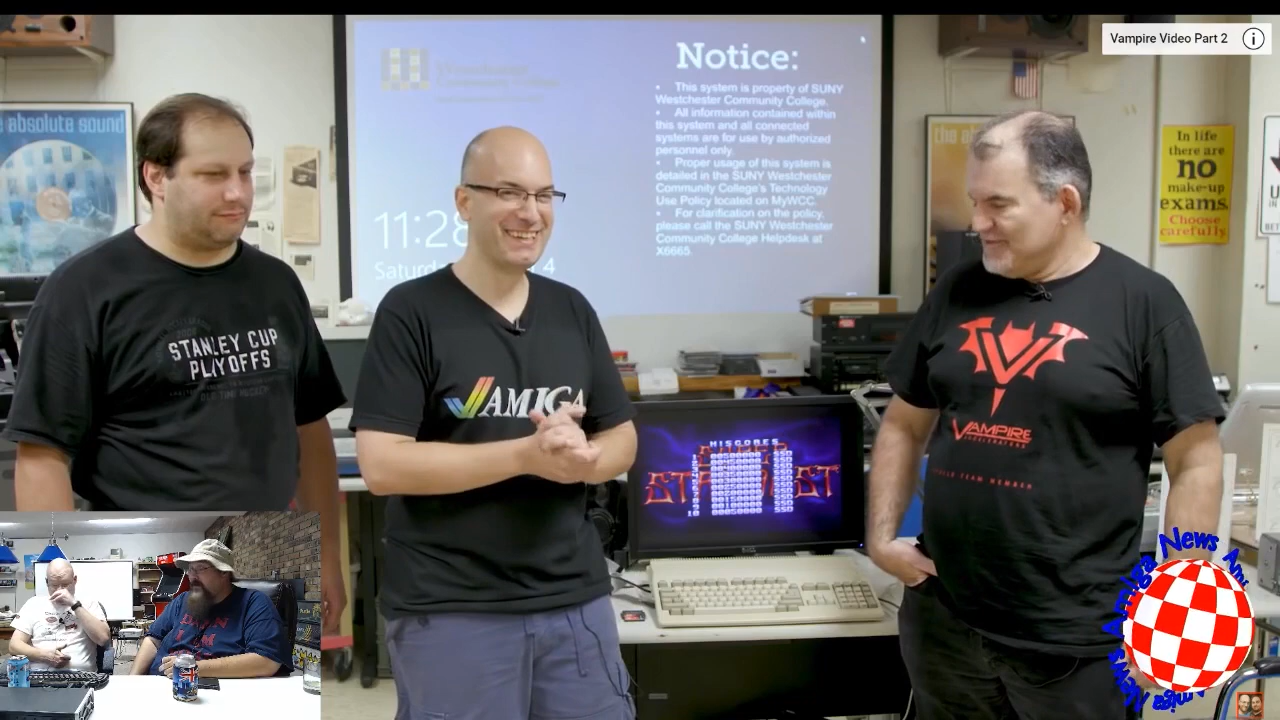 Vampire Video Part 2
Notice:
• This system is property of SUNY
Westchester Community College.
• All information contained within
this system and all connected
systems are for use by authorized
personnel only.
• Proper usage of this system is
detailed in the SUNY Westchester
Community College's Technology
Use Policy located on MyWCC.
• For clarification on the policy,
please call the SUNY Westchester
Community College Helpdesk at
X6665.
11:28
absolute sound
In life
there are
no
make-up
exams.
Choose
carefully.
STANLEY CUP
PLAYOFFS
AMIGA
VAMPIRE
TEAM MEMBER
HISCORES
Amiga News